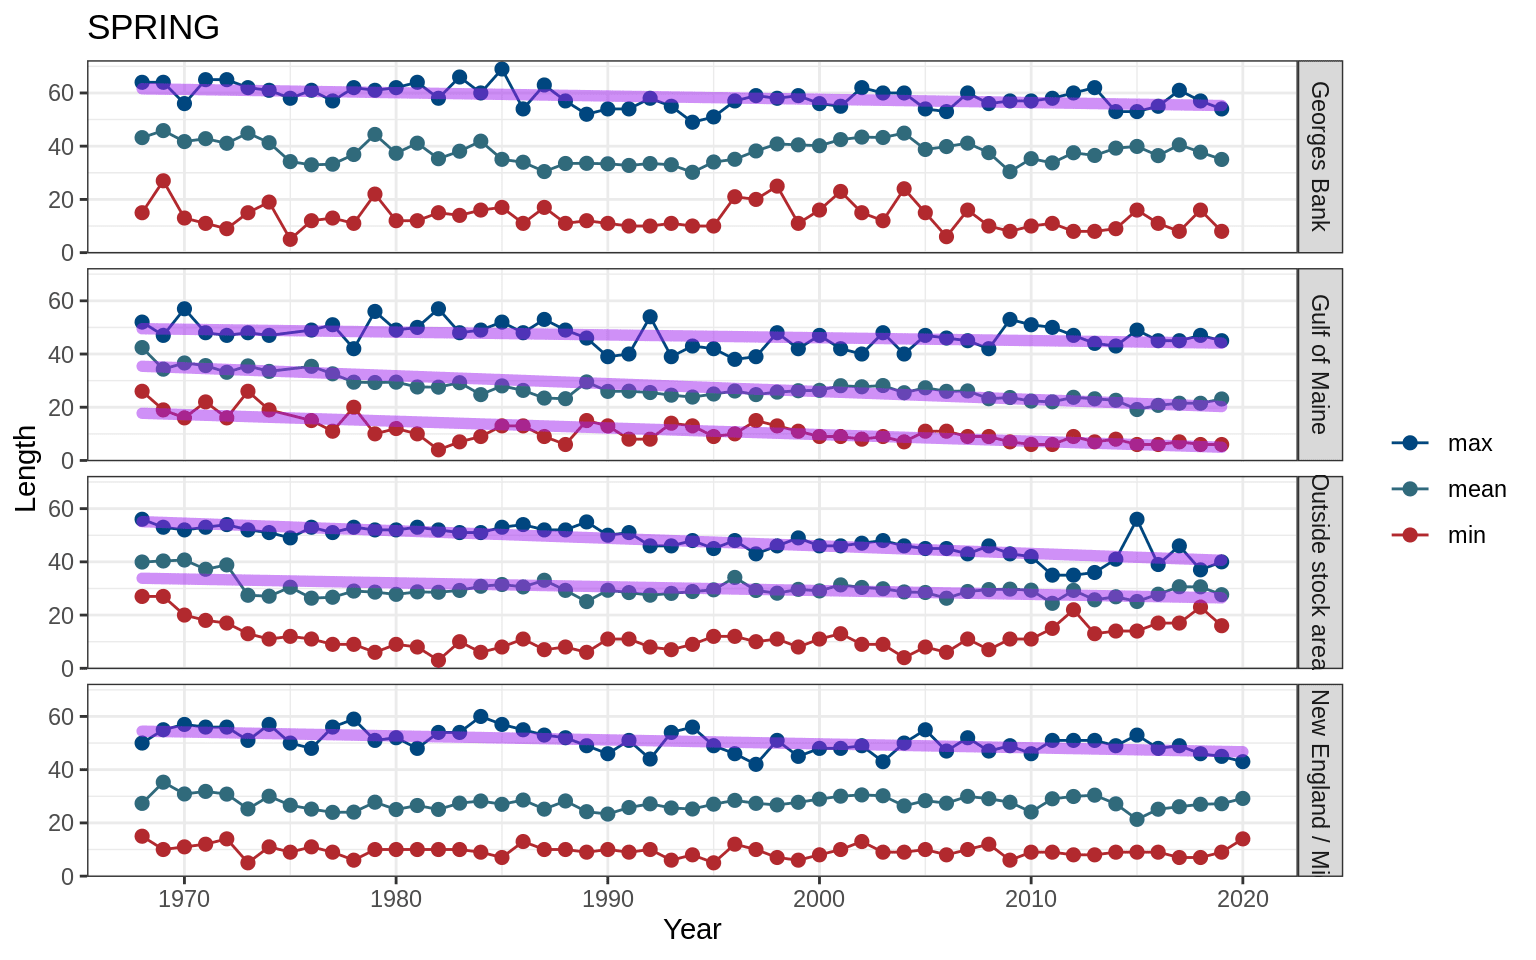 SPRING
60
40
20
0
Georges Bank
60
40
20
0
Gulf of Maine
60
40
20
0
Outside stock area
60
40
20
0
New England / Mi
1970 1980 1990 2000 2010 2020
Year
Length
max
mean
min